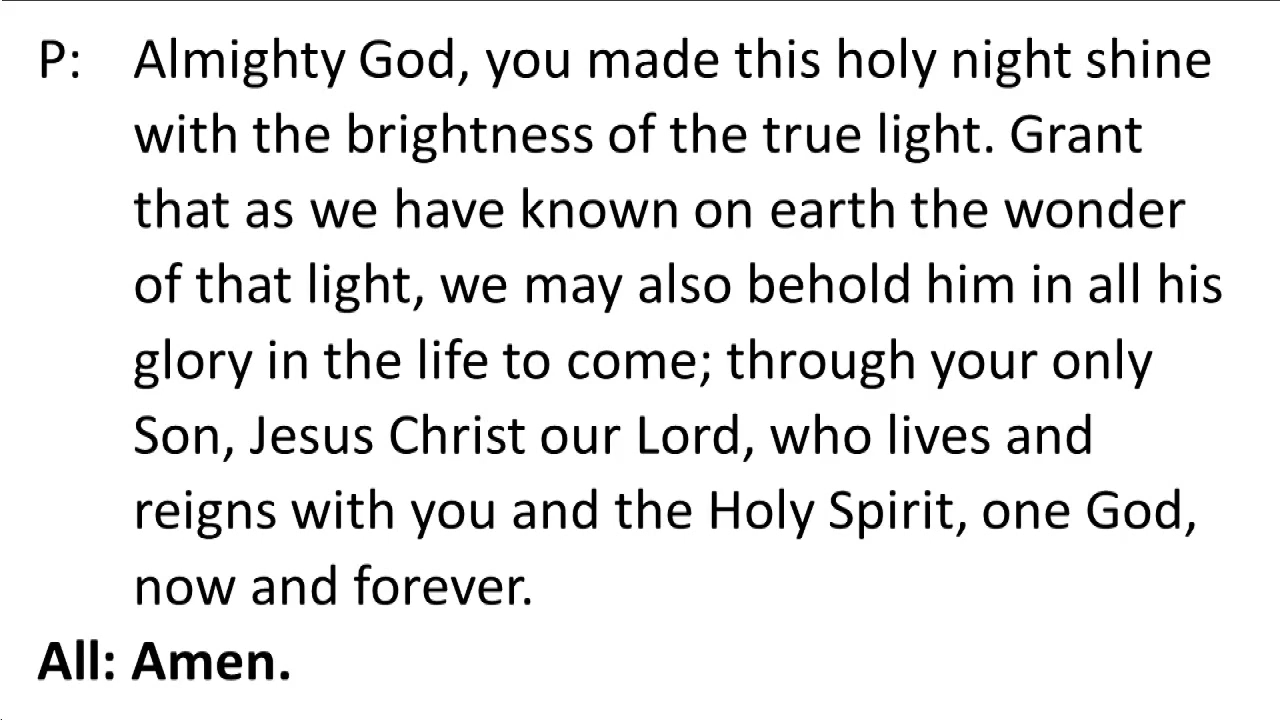 P: Almighty God, you made this holy night shine
with the brightness of the true light. Grant
that as we have known on earth the wonder
of that light, we may also behold him in all his
glory in the life to come; through your only
Son, Jesus Christ our Lord, who lives and
reigns with you and the Holy Spirit, one God,
now and forever.
All: Amen.